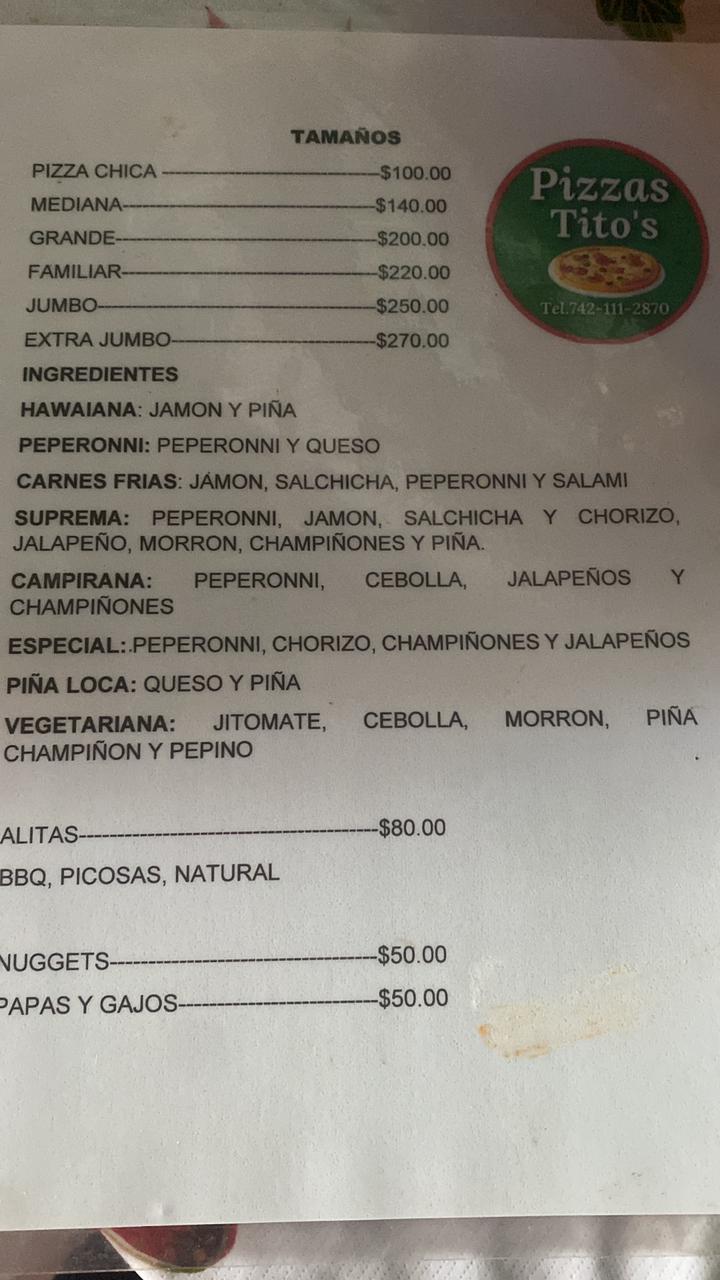 TAMAÑOS
PIZZA CHICA -----------------------------------$100.00
MEDIANA-----------------------------------------$140.00
GRANDE------------------------------------------$200.00
FAMILIAR-----------------------------------------$220.00
JUMBO---------------------------------------------$250.00
EXTRA JUMBO---------------------------------$270.00
Pizzas
Tito's
Tel.742-111-2870
INGREDIENTES
HAWAIANA: JAMON Y PIÑA
PEPERONNI: PEPERONNI Y QUESO
CARNES FRIAS: JAMON, SALCHICHA, PEPERONNI Y SALAMI
SUPREMA: PEPERONNI, JAMON, SALCHICHA Y CHORIZO,
JALAPEÑO, MORRON, CHAMPIÑONES Y PIÑA.
CAMPIRANA: PEPERONNI, CEBOLLA, JALAPEÑOS Y
CHAMPIÑONES
ESPECIAL: PEPERONNI, CHORIZO, CHAMPIÑONES Y JALAPEÑOS
PIÑA LOCA: QUESO Y PIÑA
VEGETARIANA: JITOMATE, CEBOLLA, MORRON, PIÑA
CHAMPIÑON Y PEPINO
ALITAS-----------------------------------------------$80.00
BBQ, PICOSAS, NATURAL
NUGGETS------------------------------------------$50.00
PAPAS Y GAJOS-------------------------------$50.00